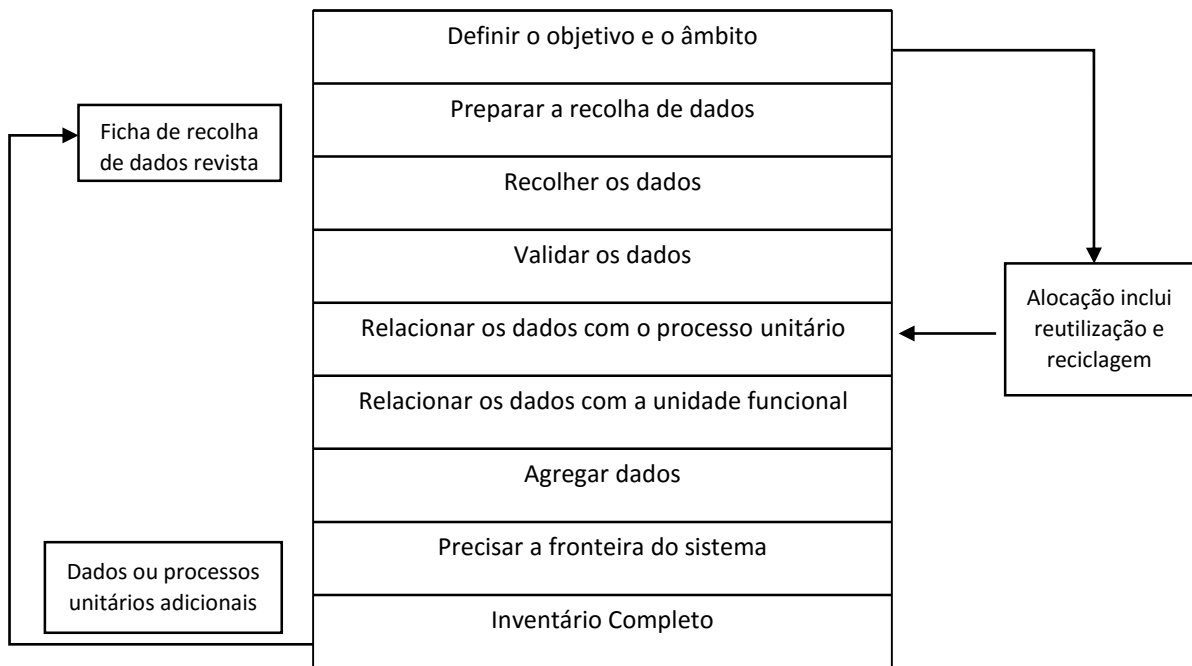 Definir o objetivo e o âmbito
Preparar a recolha de dados
Ficha de recolha
de dados revista
Recolher os dados
Validar os dados
Alocação inclui
reutilização e
reciclagem
Relacionar os dados com o processo unitário
Relacionar os dados com a unidade funcional
Agregar dados
Precisar a fronteira do sistema
Dados ou processos
unitários adicionais
Inventário Completo